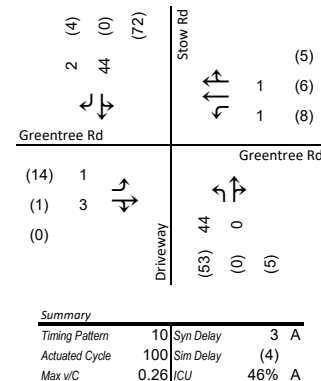 (4) (0) (72)
2 44
Stow Rd
(5)
1 (6)
1 (8)
Greentree Rd
Greentree Rd
(14) 1
(1) 3
(0)
Driveway
44 0
(53) (0) (5)
Summary
Timing Pattern 10 Syn Delay 3 A
Actuated Cycle 100 Sim Delay (4)
Max v/C 0.26 ICU 46% A